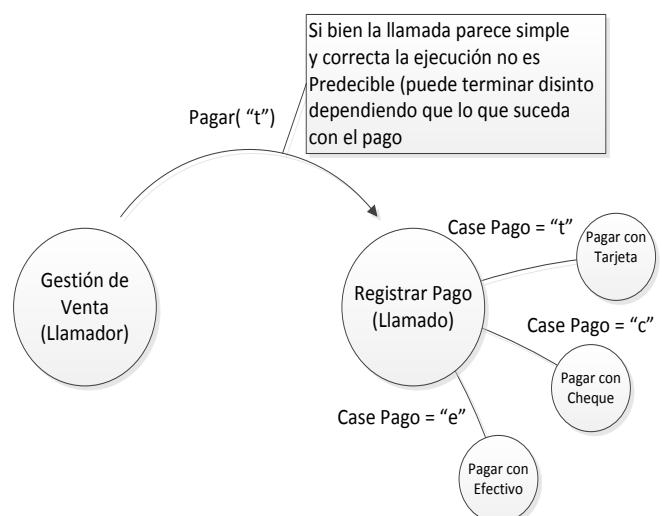 Si bien la llamada parece simple
y correcta la ejecución no es
Predecible (puede terminar disinto
dependiendo que lo que suceda
con el pago
Pagar( “t”)
Case Pago = “t”
Pagar con
Tarjeta
Gestión de
Venta
(Llamador)
Registrar Pago
(Llamado)
Case Pago = “c”
Pagar con
Cheque
Case Pago = “e”
Pagar con
Efectivo